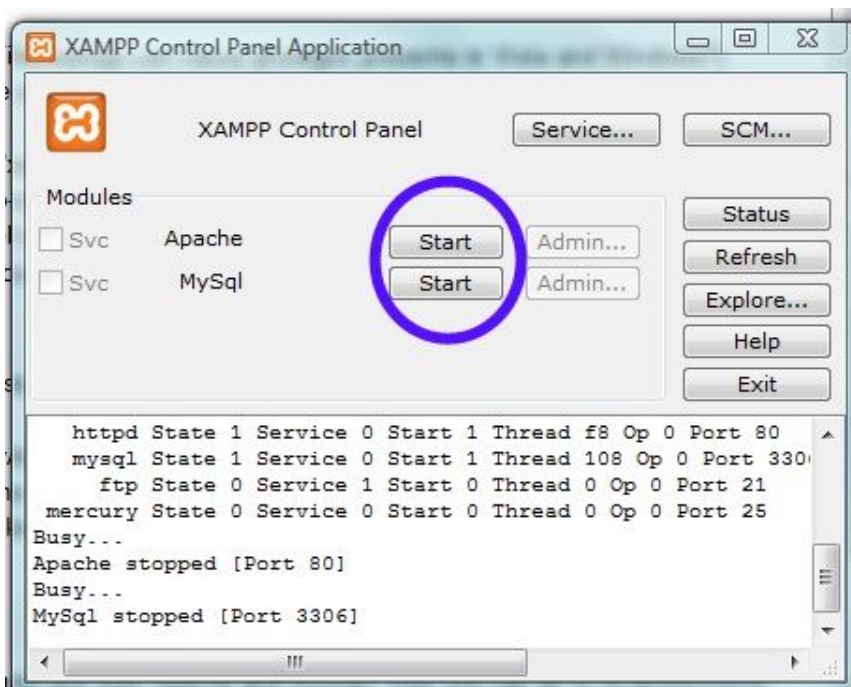 XAMPP Control Panel Application
XAMPP Control Panel Service... SCM...
Modules
Svc Apache Start Admin...
Svc MySql Start Admin...
Status
Refresh
Explore...
Help
Exit
httpd State 1 Service 0 Start 1 Thread f8 Op 0 Port 80
mysql State 1 Service 0 Start 1 Thread 108 Op 0 Port 330
ftp State 0 Service 1 Start 0 Thread 0 Op 0 Port 21
mercury State 0 Service 0 Start 0 Thread 0 Op 0 Port 25
Busy...
Apache stopped [Port 80]
Busy...
MySql stopped [Port 3306]